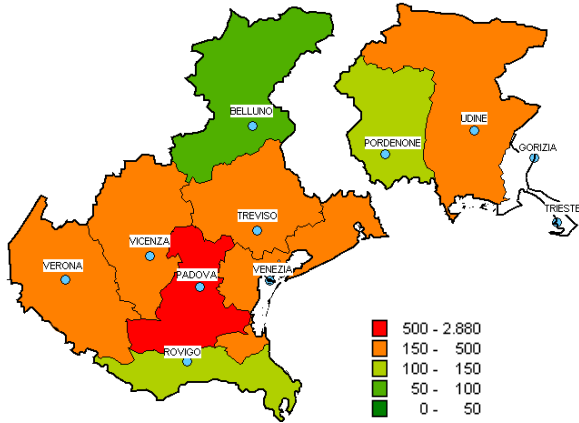 BELLUNO
UDINE
PORDENONE
GORIZIA
TRIESTE
TREVISO
VICENZA
VERONA
PADOVA
VENEZIA
ROVIGO
500 - 2.880
150 - 500
100 - 150
50 - 100
0 - 50